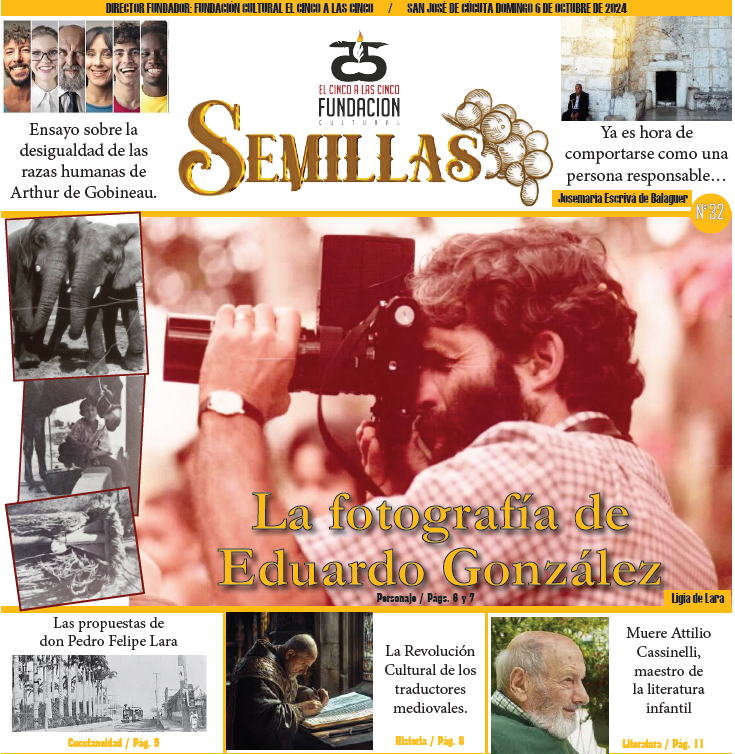 DIRECTOR FUNDADOR: FUNDACIÓN CULTURAL EL CINCO A LAS CINCO / SAN JOSÉ DE CÚCUTA DOMINGO 6 DE OCTUBRE DE 2024
Ensayo sobre la
desigualdad de las
razas humanas de
Arthur de Gobineau.
EL CINCO A LAS CINCO
FUNDACION
CULTURAL
SEMILLAS
Ya es hora de
comportarse como una
persona responsable…
Josemaría Escrivá de Balaguer
N° 32
La fotografía de
Eduardo González
Personaje / Págs. 6 y 7
Ligia de Lara
Las propuestas de
don Pedro Felipe Lara
Cucutaneidad / Pág. 5
La Revolución
Cultural de los
traductores
mediovales.
Historia / Pág. 8
Muere Attilio
Cassinelli,
maestro de
la literatura
infantil
Literatura / Pág. 11